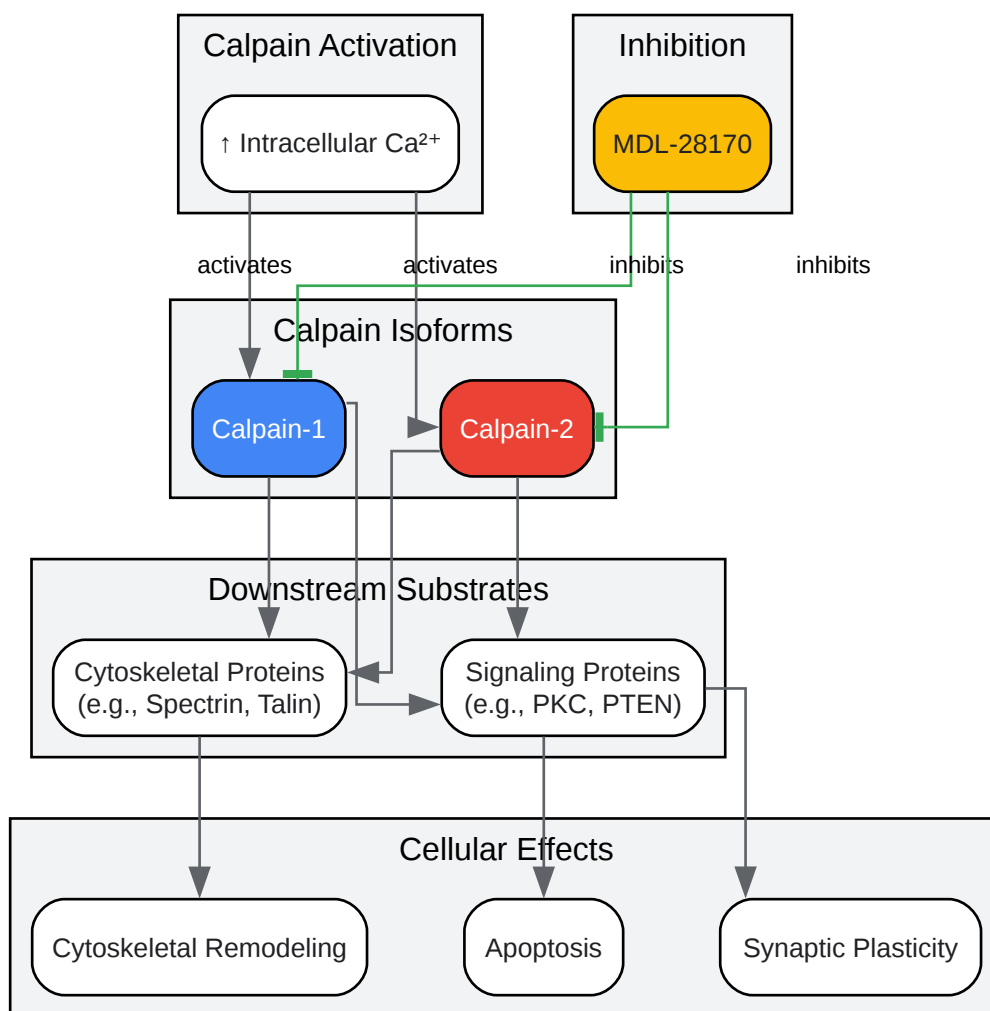 Calpain Activation
Inhibition
↑ Intracellular Ca²⁺
MDL-28170
activates
activates
inhibits
inhibits
Calpain Isoforms
Calpain-1
Calpain-2
Downstream Substrates
Cytoskeletal Proteins
(e.g., Spectrin, Talin)
Signaling Proteins
(e.g., PKC, PTEN)
Cellular Effects
Cytoskeletal Remodeling
Apoptosis
Synaptic Plasticity